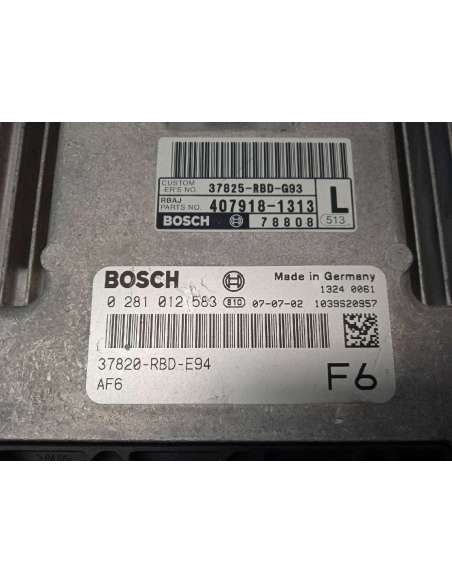 CUSTOM
ER'S NO. 37825-RBD-G93
RBAJ
PARTS NO. 407918-1313 L
BOSCH 78808 513
BOSCH Made in Germany
1324 0061
0 281 012 583 810 07-07-02 1039S20957
37820-RBD-E94
AF6 F6